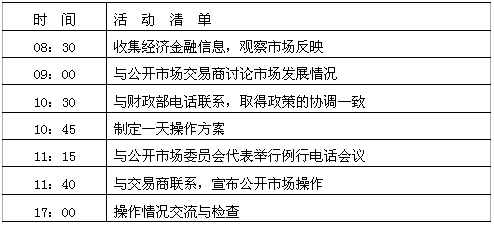 时 间 活 动 清 单
08：30 收集经济金融信息，观察市场反映
09：00 与公开市场交易商讨论市场发展情况
10：30 与财政部电话联系，取得政策的协调一致
10：45 制定一天操作方案
11：15 与公开市场委员会代表举行例行电话会议
11：40 与交易商联系，宣布公开市场操作
17：00 操作情况交流与检查